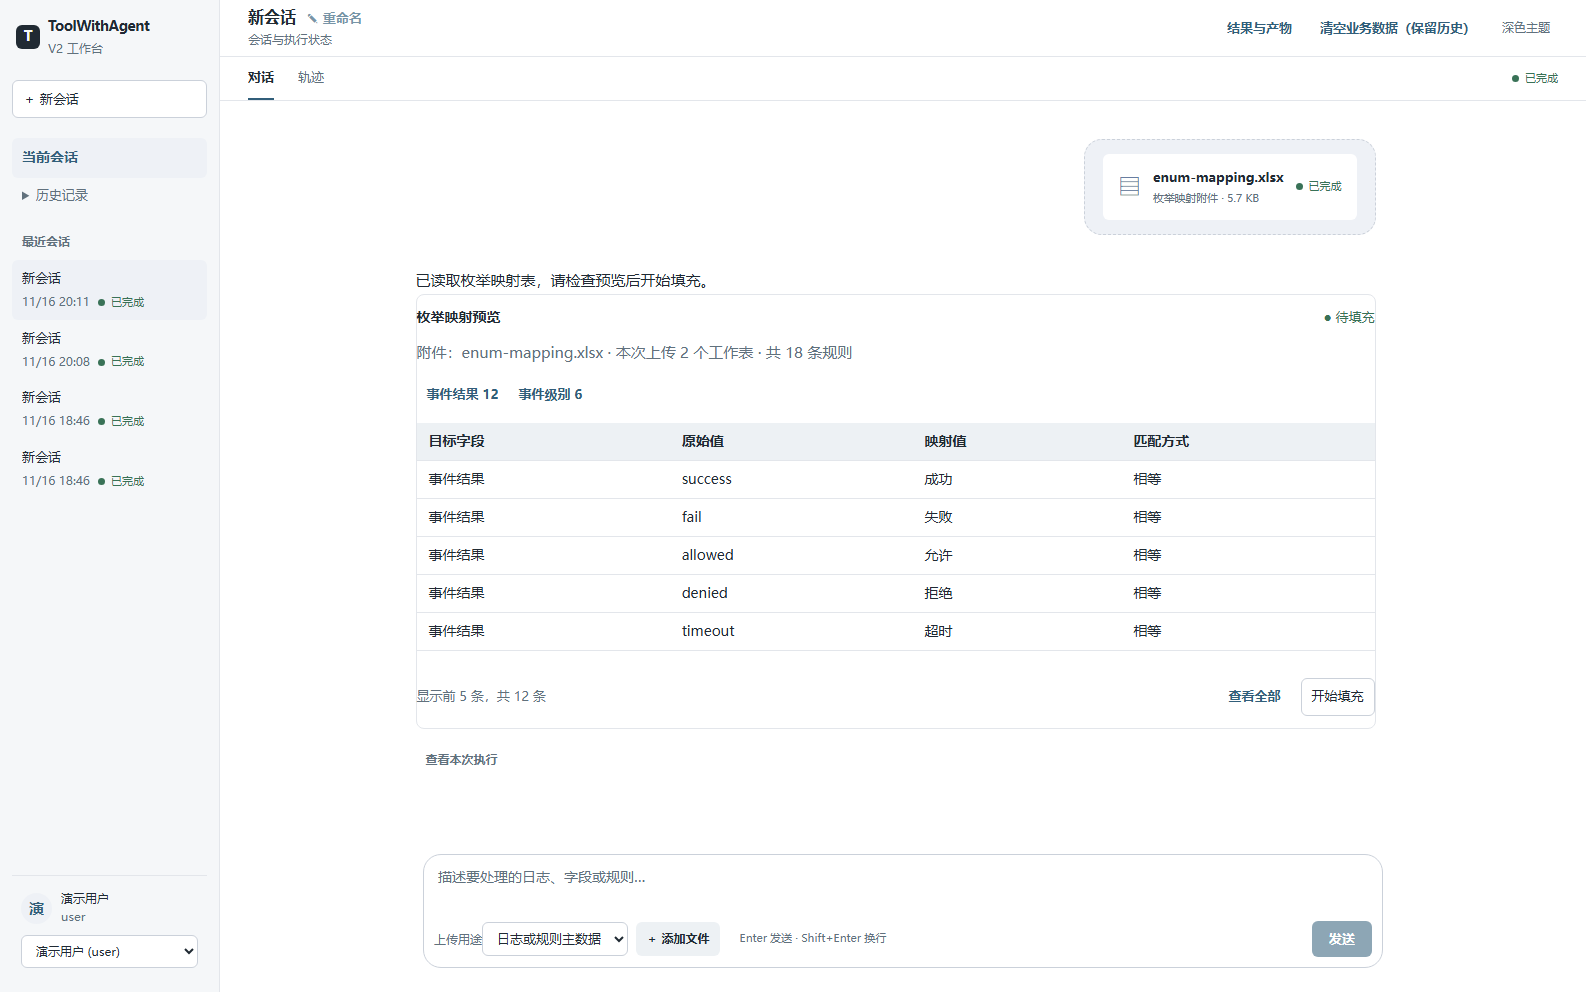 T
ToolWithAgent
V2 工作台
+ 新会话
当前会话
▶ 历史记录
最近会话
新会话
11/16 20:11 ● 已完成
新会话
11/16 20:08 ● 已完成
新会话
11/16 18:46 ● 已完成
新会话
11/16 18:46 ● 已完成
演
演示用户
user
演示用户 (user)
新会话 重命名
会话与执行状态
结果与产物 清空业务数据（保留历史） 深色主题
对话 轨迹 ● 已完成
enum-mapping.xlsx
枚举映射附件 · 5.7 KB
● 已完成
已读取枚举映射表，请检查预览后开始填充。
枚举映射预览 ● 待填充
附件：enum-mapping.xlsx · 本次上传 2 个工作表 · 共 18 条规则
事件结果 12 事件级别 6
目标字段 原始值 映射值 匹配方式
事件结果 success 成功 相等
事件结果 fail 失败 相等
事件结果 allowed 允许 相等
事件结果 denied 拒绝 相等
事件结果 timeout 超时 相等
显示前 5 条，共 12 条 查看全部 开始填充
查看本次执行
描述要处理的日志、字段或规则...
上传用途 日志或规则主数据 + 添加文件 Enter 发送 · Shift+Enter 换行 发送